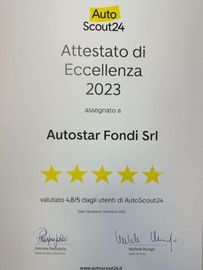 Auto
Scout24
Attestato di
Eccellenza
2023
assegnato a
Autostar Fondi Srl
valutato 4,8/5 dagli utenti di AutoScout24
www.autoscout24.it